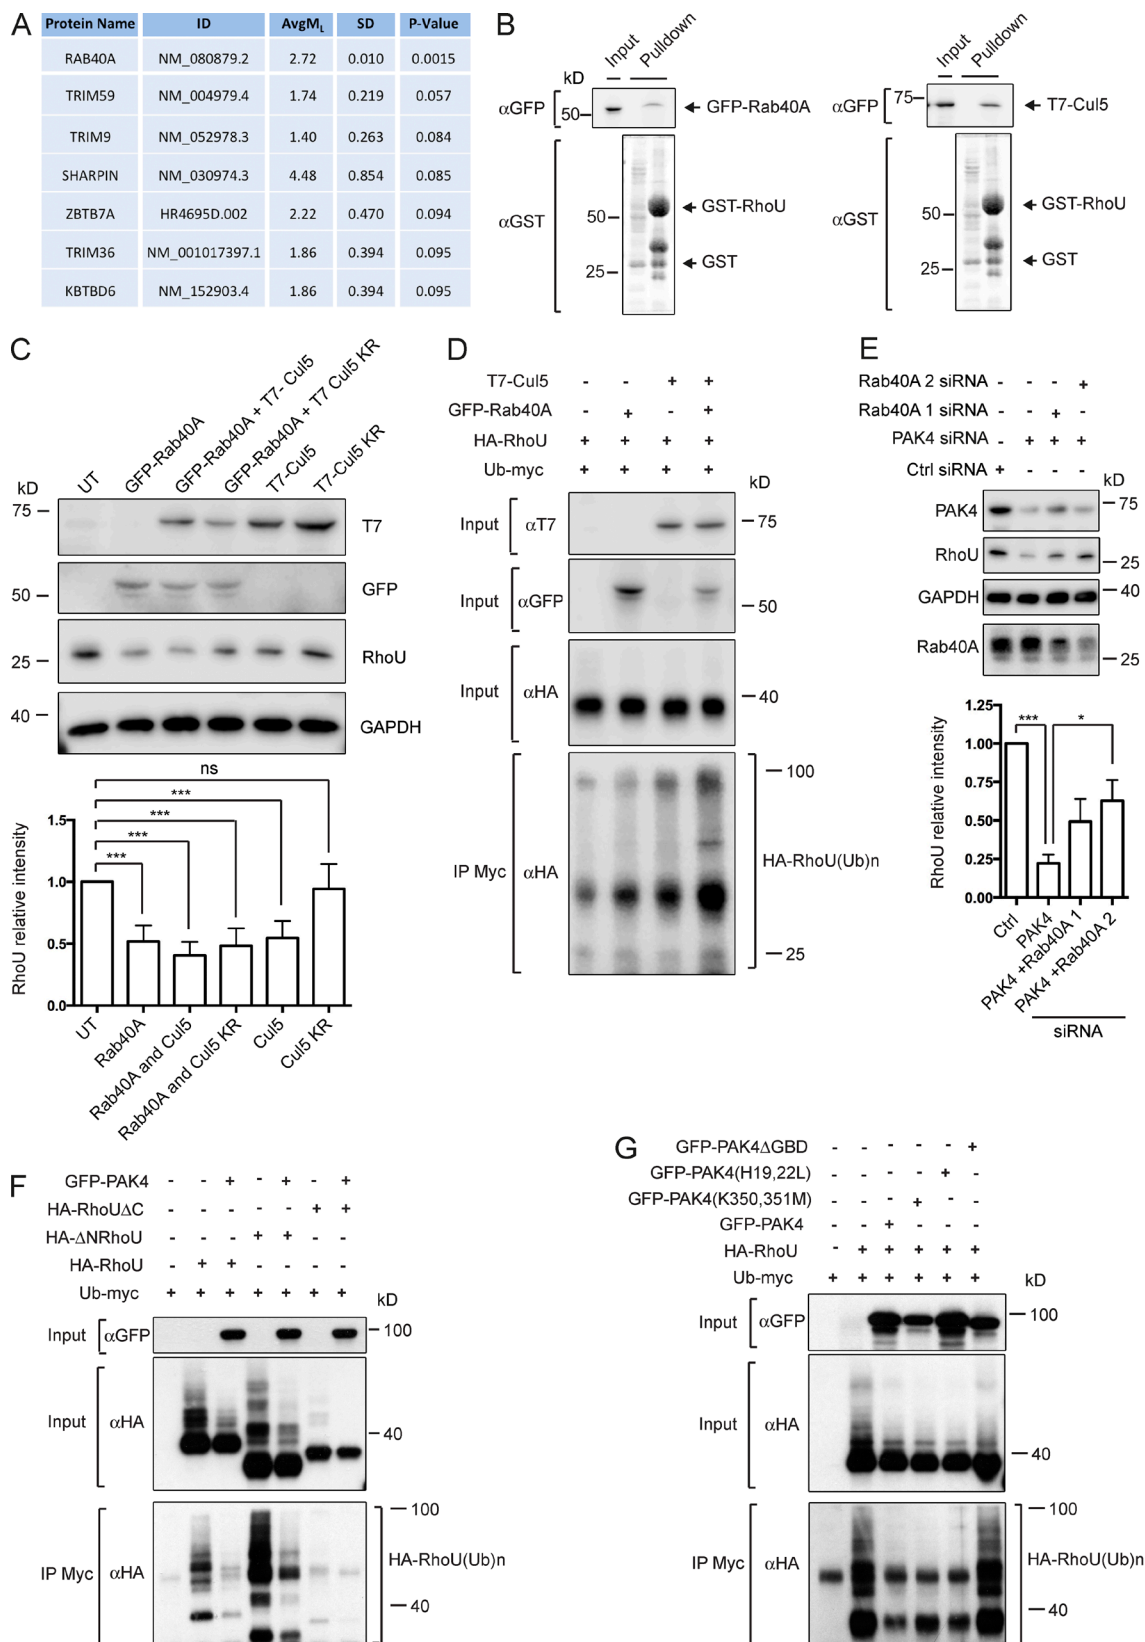 A
Protein Name ID AvgML SD P-Value
RAB40A NM_080879.2 2.72 0.010 0.0015
TRIM59 NM_004979.4 1.74 0.219 0.057
TRIM9 NM_052978.3 1.40 0.263 0.084
SHARPIN NM_030974.3 4.48 0.854 0.085
ZBTB7A HR4695D.002 2.22 0.470 0.094
TRIM36 NM_001017397.1 1.86 0.394 0.095
KBTBD6 NM_152903.4 1.86 0.394 0.095
B
Input Pulldown
kD
αGFP 50 GFP-Rab40A
αGST 50 GST-RhoU
25 GST
Input Pulldown
αGFP 75 T7-Cul5
αGST 50 GST-RhoU
25 GST
C
kD UT GFP-Rab40A GFP-Rab40A + T7- Cul5 GFP-Rab40A + T7 Cul5 KR T7-Cul5 T7-Cul5 KR
75 T7
50 GFP
25 RhoU
40 GAPDH
ns
***
***
***
***
RhoU relative intensity
1.5
1.0
0.5
0.0
UT Rab40A Rab40A and Cul5 Rab40A and Cul5 KR Cul5 Cul5 KR
D
T7-Cul5 - - + +
GFP-Rab40A - + - +
HA-RhoU + + + +
Ub-myc + + + +
kD
Input αT7 75
Input αGFP 50
Input αHA 40
IP Myc αHA 100
HA-RhoU(Ub)n
25
E
Rab40A 2 siRNA - - - +
Rab40A 1 siRNA - - + -
PAK4 siRNA - + + +
Ctrl siRNA + - - -
kD
PAK4 75
RhoU 25
GAPDH 40
Rab40A 25
*** *
RhoU relative intensity
1.25
1.00
0.75
0.50
0.25
0.00
Ctrl PAK4 PAK4 +Rab40A 1 PAK4 +Rab40A 2
siRNA
F
GFP-PAK4 - - + - + - +
HA-RhoUΔC - - - - - + +
HA-ΔNRhoU - - - + + - -
HA-RhoU - + + - - - -
Ub-myc + + + + + + +
kD
Input αGFP 100
Input αHA 40
IP Myc αHA 100
HA-RhoU(Ub)n
40
G
GFP-PAK4ΔGBD - - - - - +
GFP-PAK4(H19,22L) - - - - + -
GFP-PAK4(K350,351M) - - - + - -
GFP-PAK4 - - + - - -
HA-RhoU - + + + + +
Ub-myc + + + + + +
kD
Input αGFP 100
Input αHA 40
IP Myc αHA 100
HA-RhoU(Ub)n
40